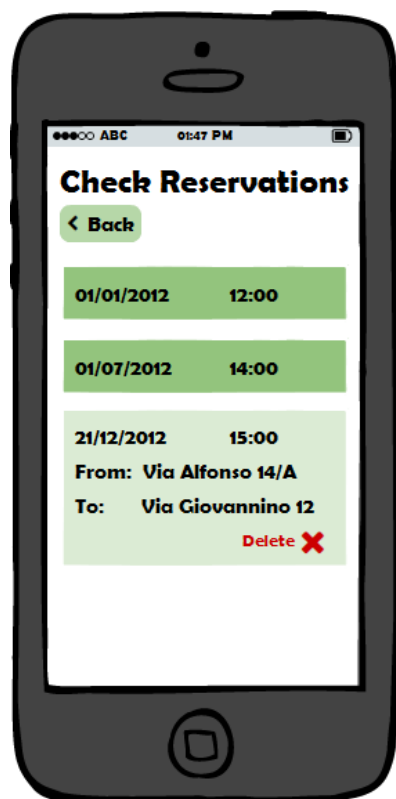 ABC 01:47 PM
Check Reservations
< Back
01/01/2012 12:00
01/07/2012 14:00
21/12/2012 15:00
From: Via Alfonso 14/A
To: Via Giovannino 12
Delete ✖